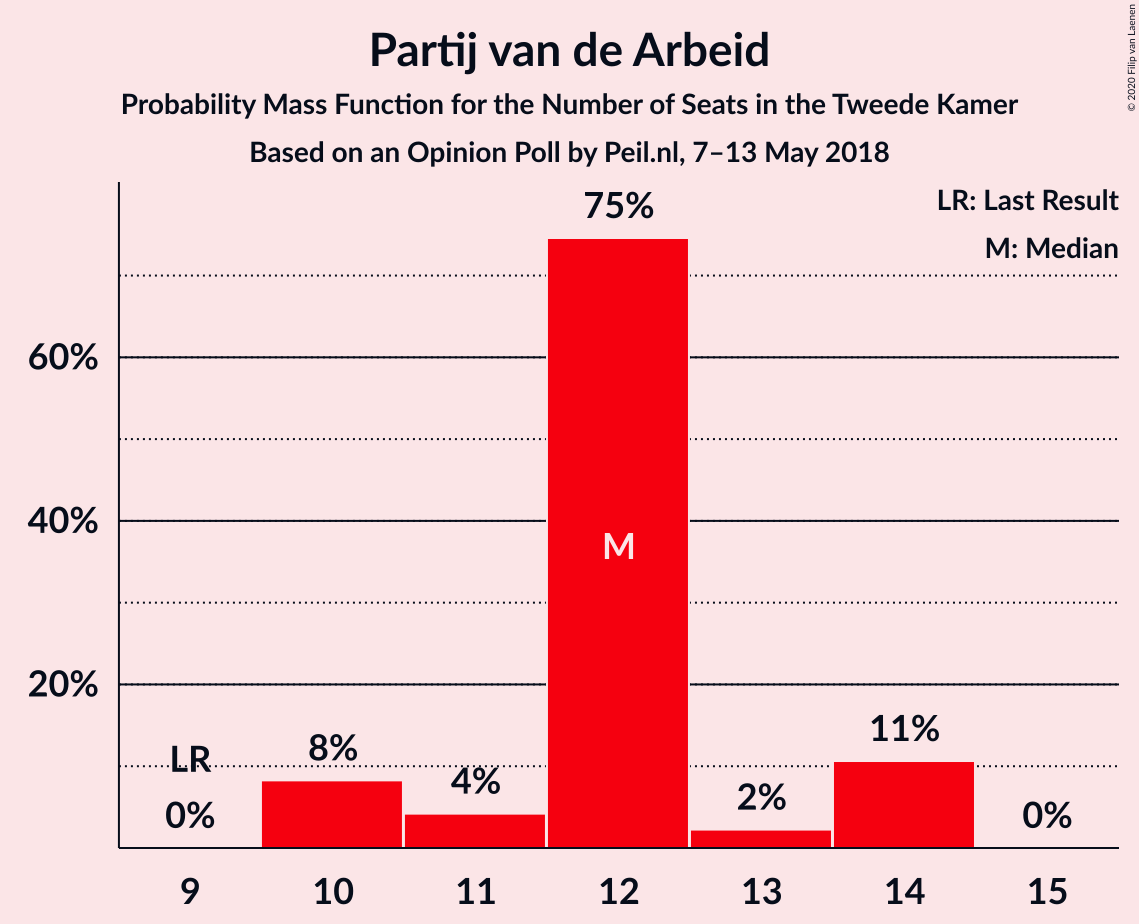 Partij van de Arbeid
Probability Mass Function for the Number of Seats in the Tweede Kamer
Based on an Opinion Poll by Peil.nl, 7–13 May 2018
© 2020 Filip van Laenen
LR: Last Result
M: Median
75%
60%
40%
M
20%
LR
0%
8%
4%
2%
11%
0%
9 10 11 12 13 14 15